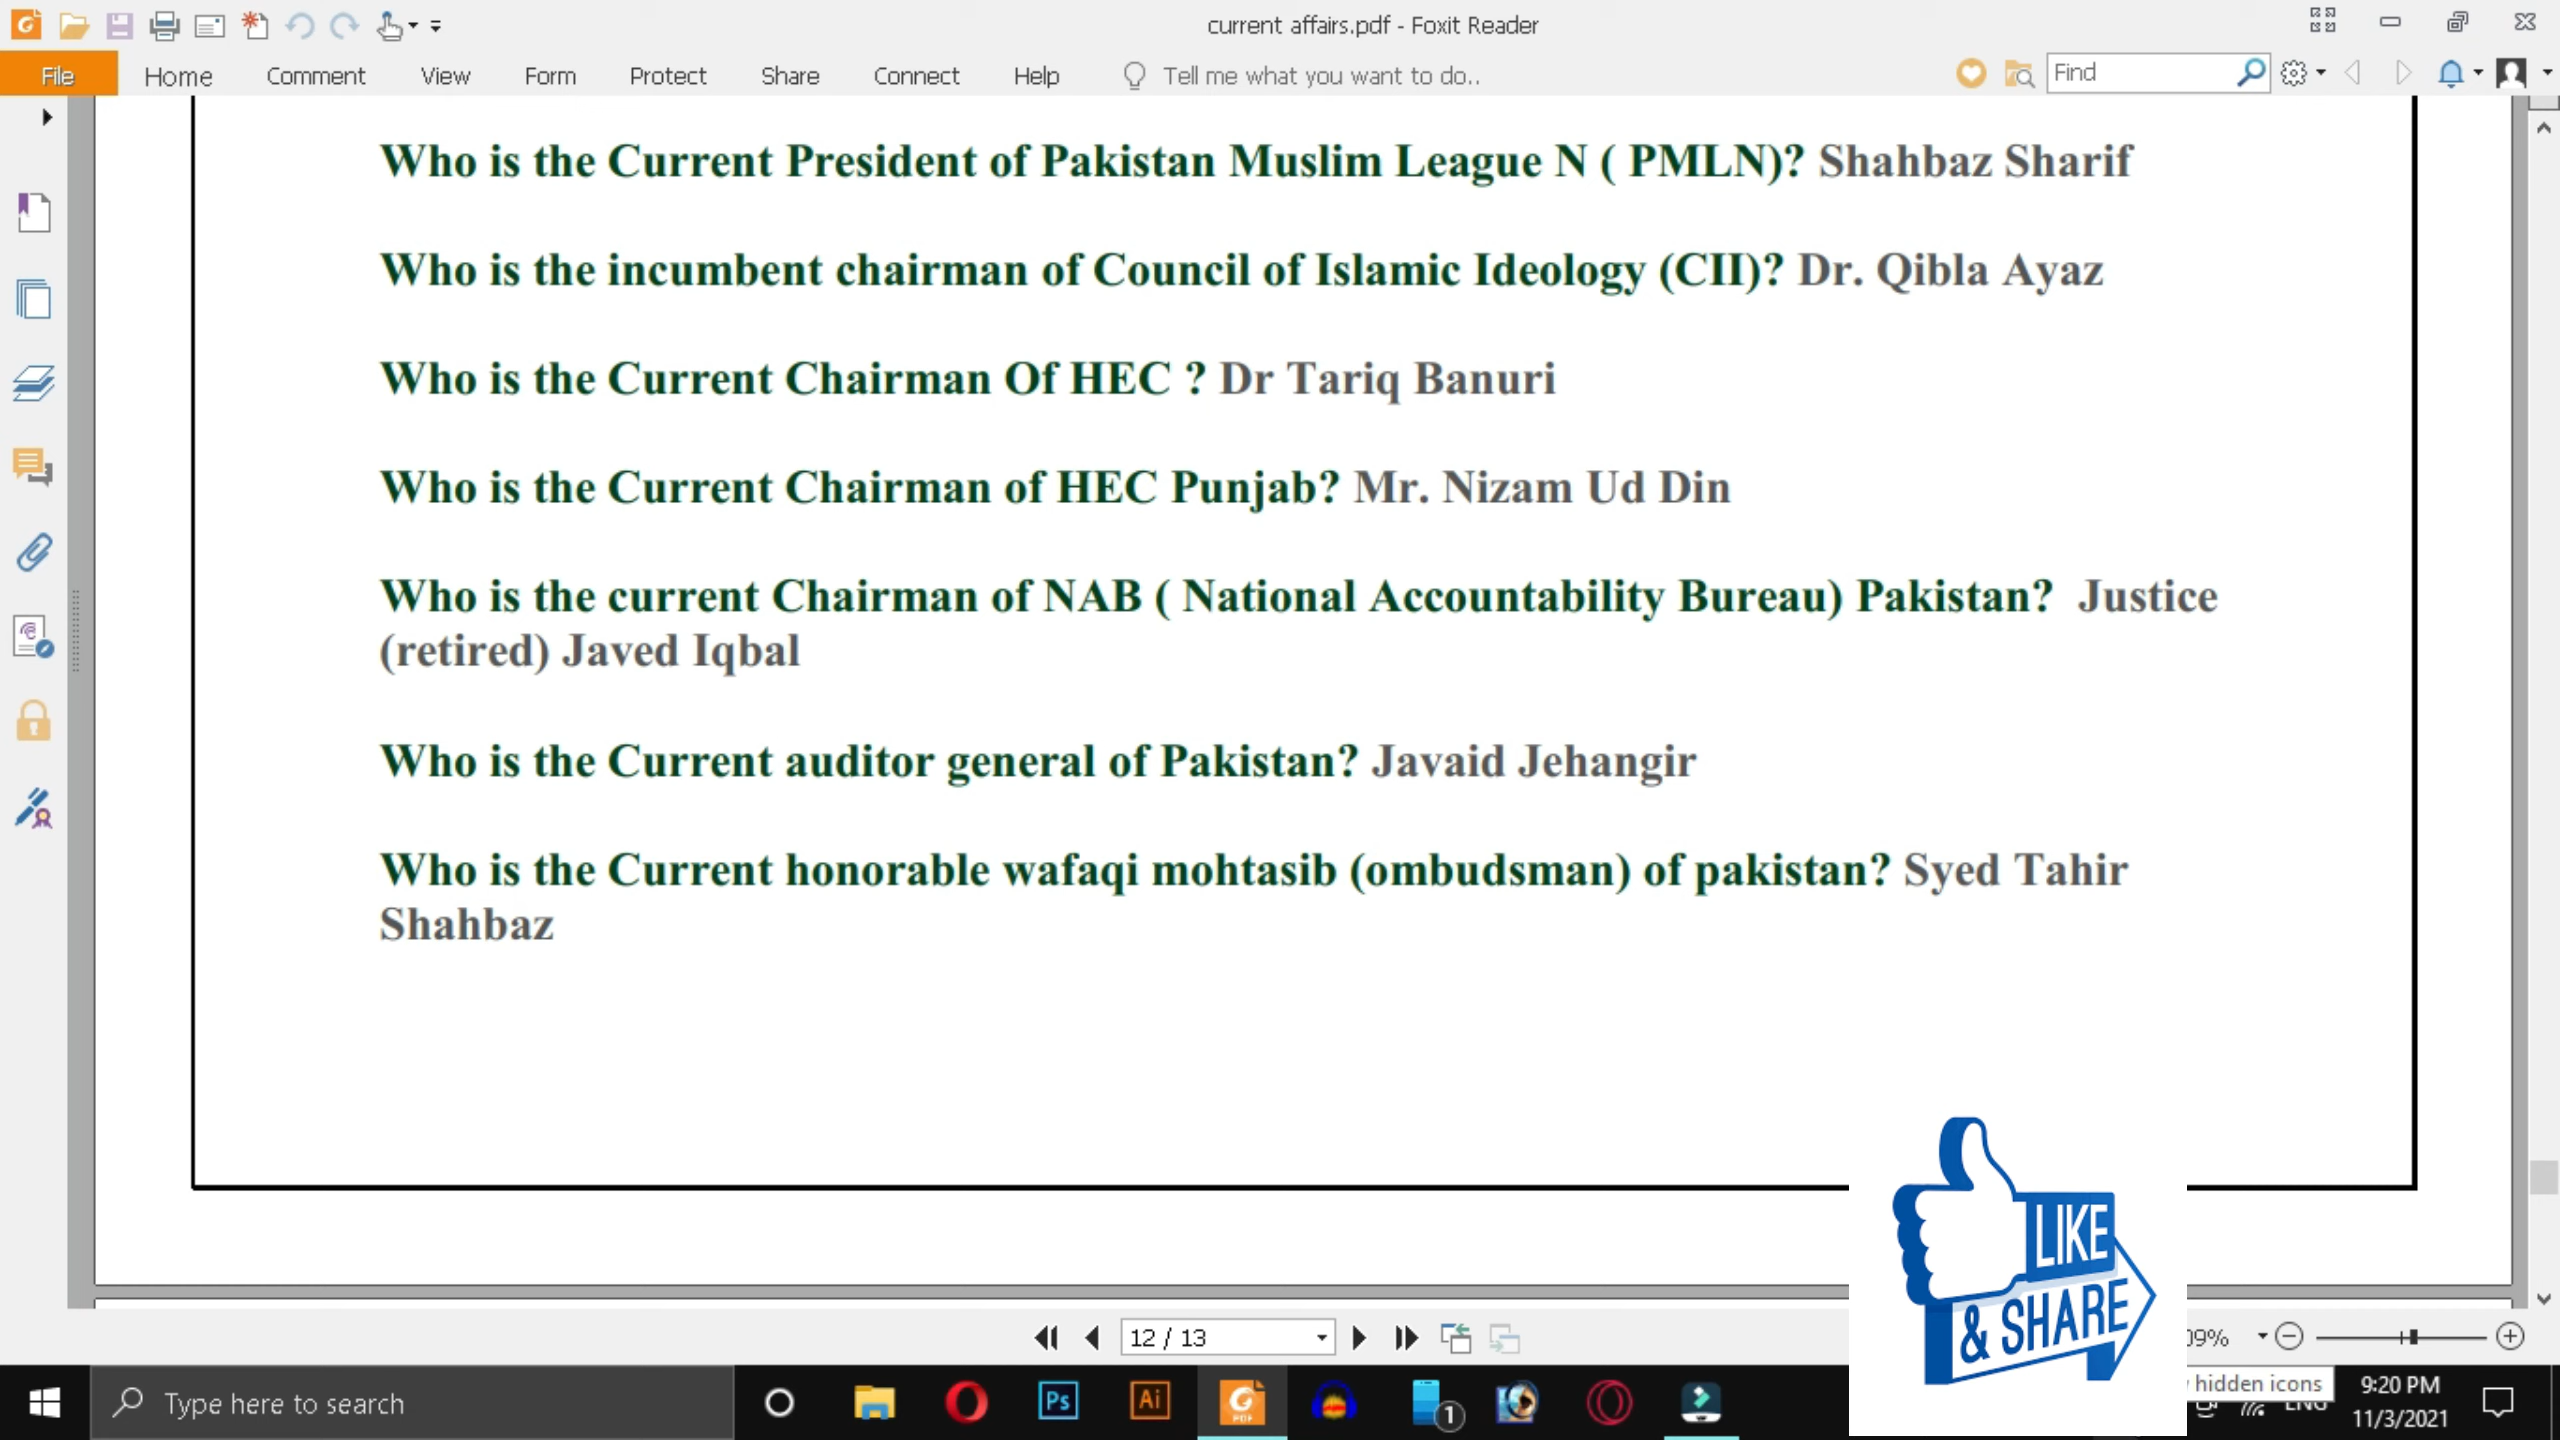 current affairs.pdf - Foxit Reader
File Home Comment View Form Protect Share Connect Help Tell me what you want to do.. Find
Who is the Current President of Pakistan Muslim League N ( PMLN)? Shahbaz Sharif
Who is the incumbent chairman of Council of Islamic Ideology (CII)? Dr. Qibla Ayaz
Who is the Current Chairman Of HEC ? Dr Tariq Banuri
Who is the Current Chairman of HEC Punjab? Mr. Nizam Ud Din
Who is the current Chairman of NAB ( National Accountability Bureau) Pakistan? Justice
(retired) Javed Iqbal
Who is the Current auditor general of Pakistan? Javaid Jehangir
Who is the Current honorable wafaqi mohtasib (ombudsman) of pakistan? Syed Tahir
Shahbaz
LIKE
& SHARE
12 / 13
09%
hidden icons
Type here to search
Ps
Ai
PDF
1
ENG
9:20 PM
11/3/2021